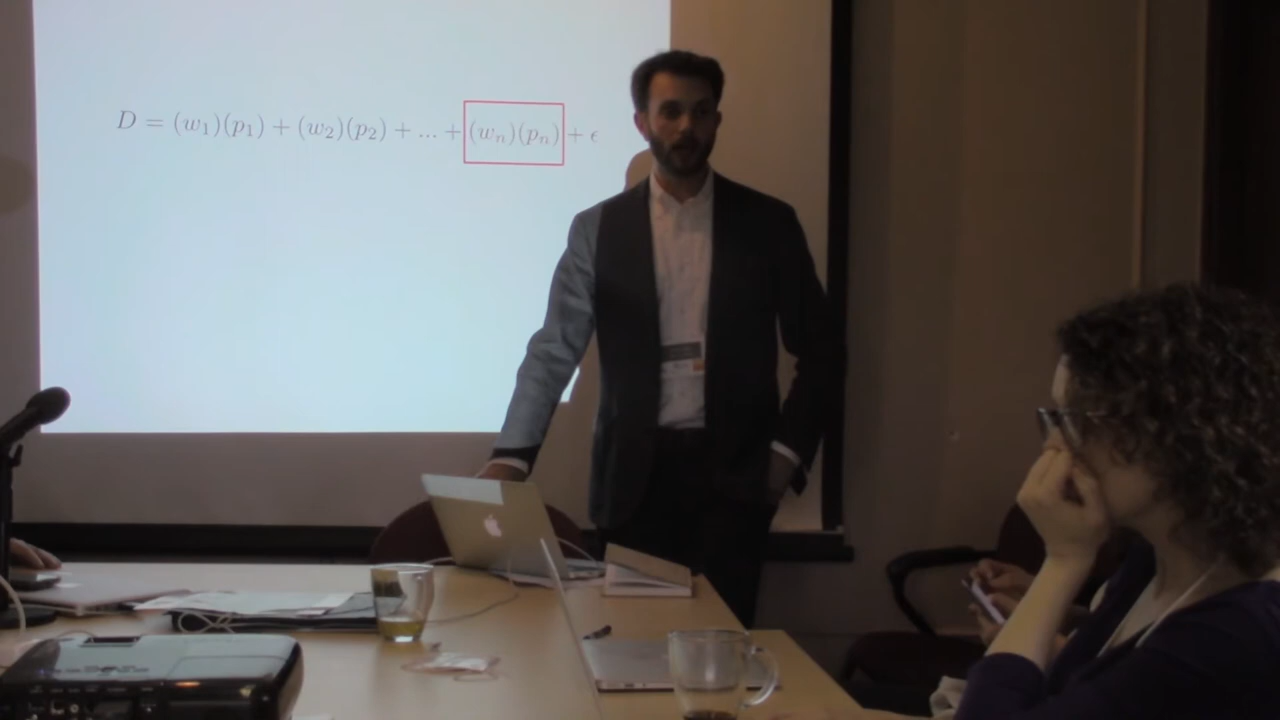 D = (w₁)(p₁) + (w₂)(p₂) + ... + (wₙ)(pₙ) + ϵ